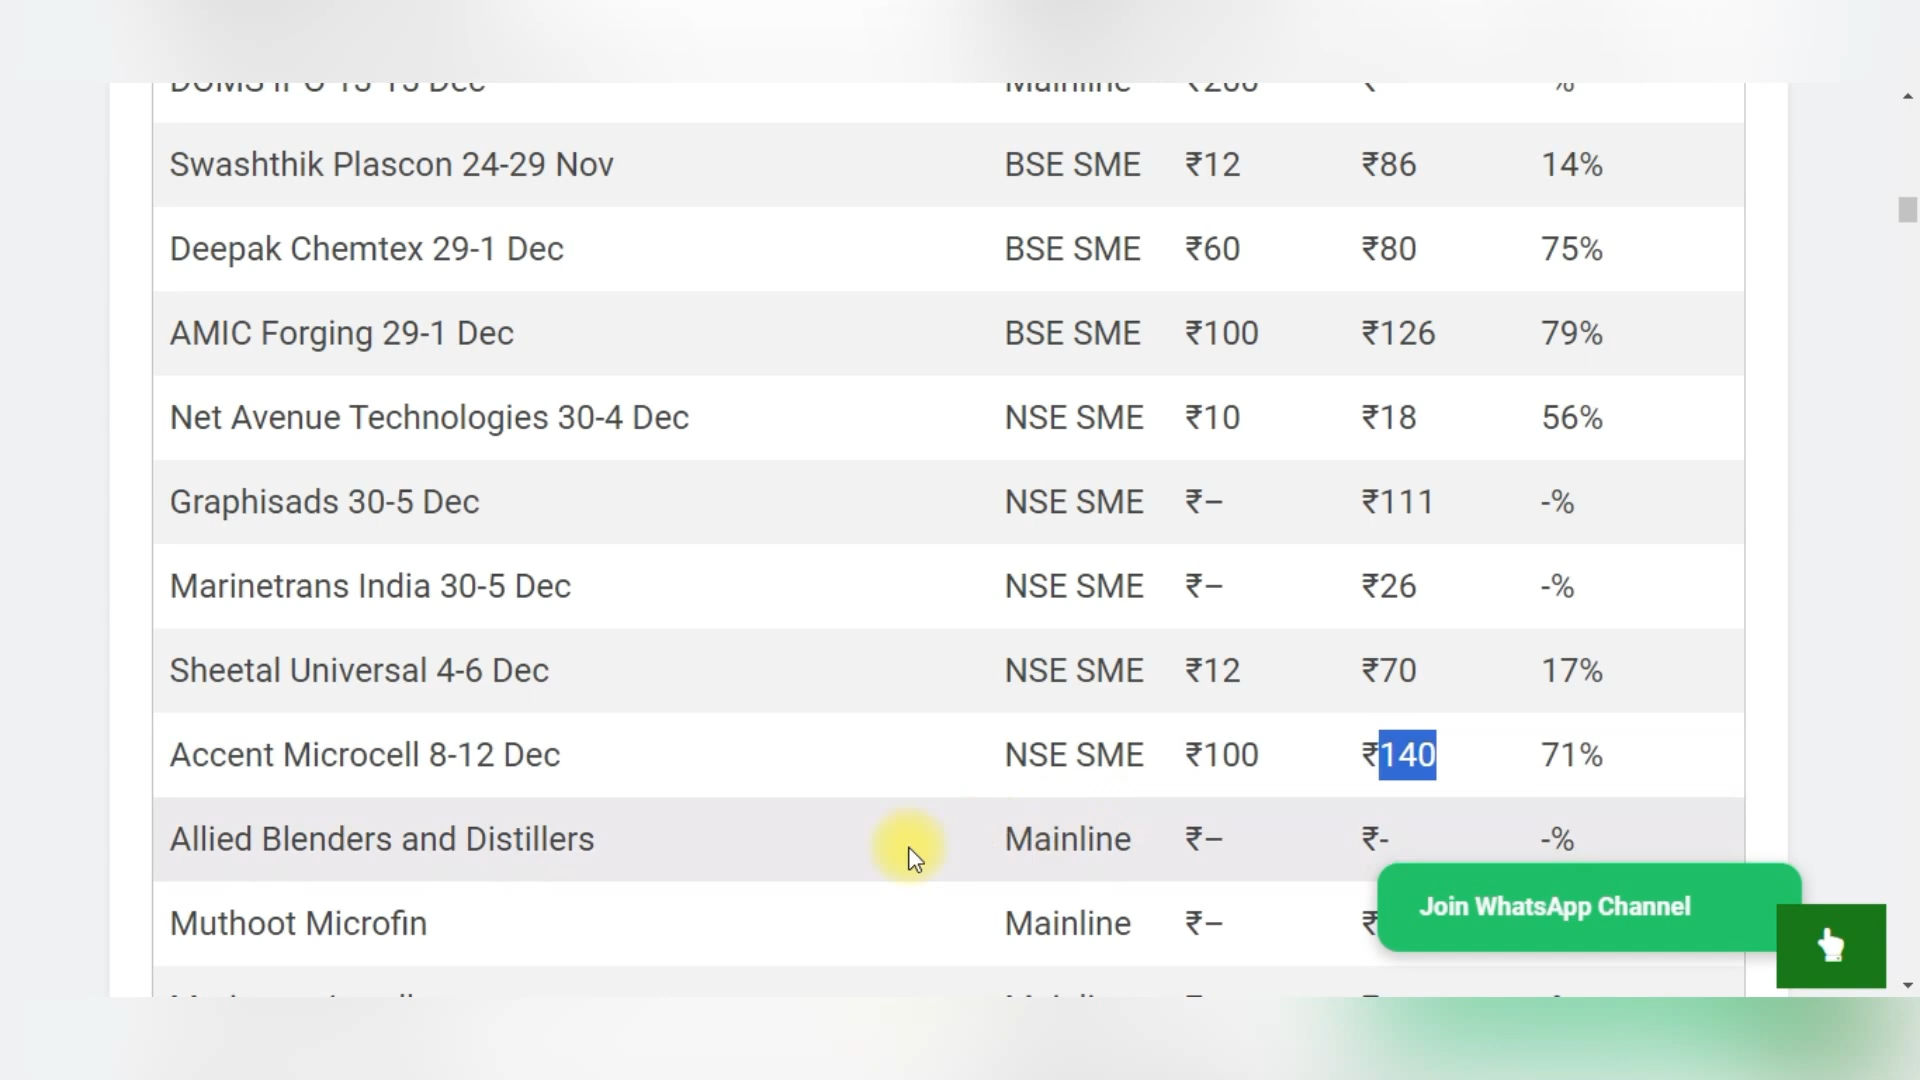 Swashthik Plascon 24-29 Nov BSE SME ₹12 ₹86 14%
Deepak Chemtex 29-1 Dec BSE SME ₹60 ₹80 75%
AMIC Forging 29-1 Dec BSE SME ₹100 ₹126 79%
Net Avenue Technologies 30-4 Dec NSE SME ₹10 ₹18 56%
Graphisads 30-5 Dec NSE SME ₹– ₹111 -%
Marinetrans India 30-5 Dec NSE SME ₹– ₹26 -%
Sheetal Universal 4-6 Dec NSE SME ₹12 ₹70 17%
Accent Microcell 8-12 Dec NSE SME ₹100 ₹140 71%
Allied Blenders and Distillers Mainline ₹– ₹- -%
Muthoot Microfin Mainline ₹– ₹
Join WhatsApp Channel